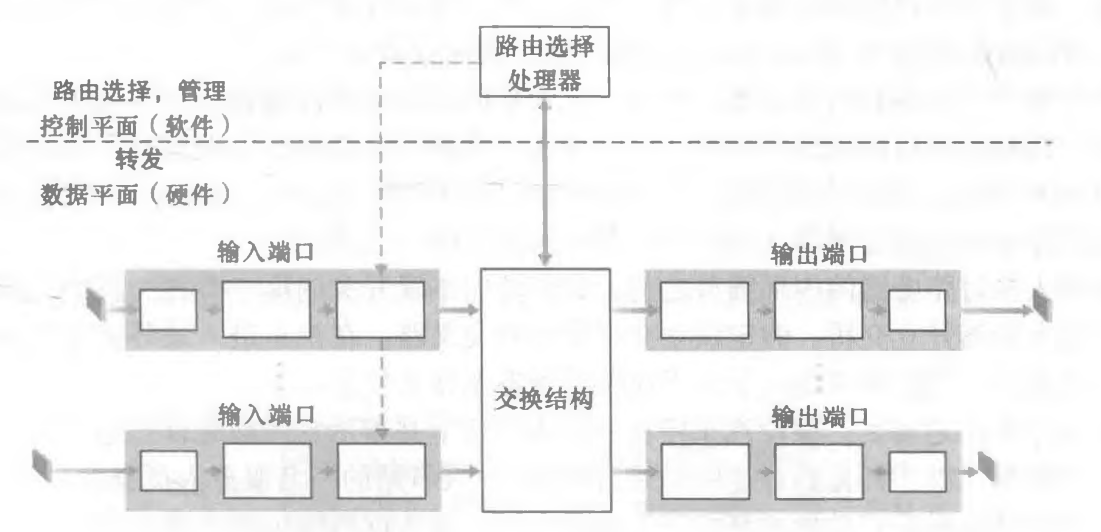 路由选择
处理器
路由选择，管理
控制平面（软件）
转发
数据平面（硬件）
输入端口
输出端口
交换结构
输入端口
输出端口